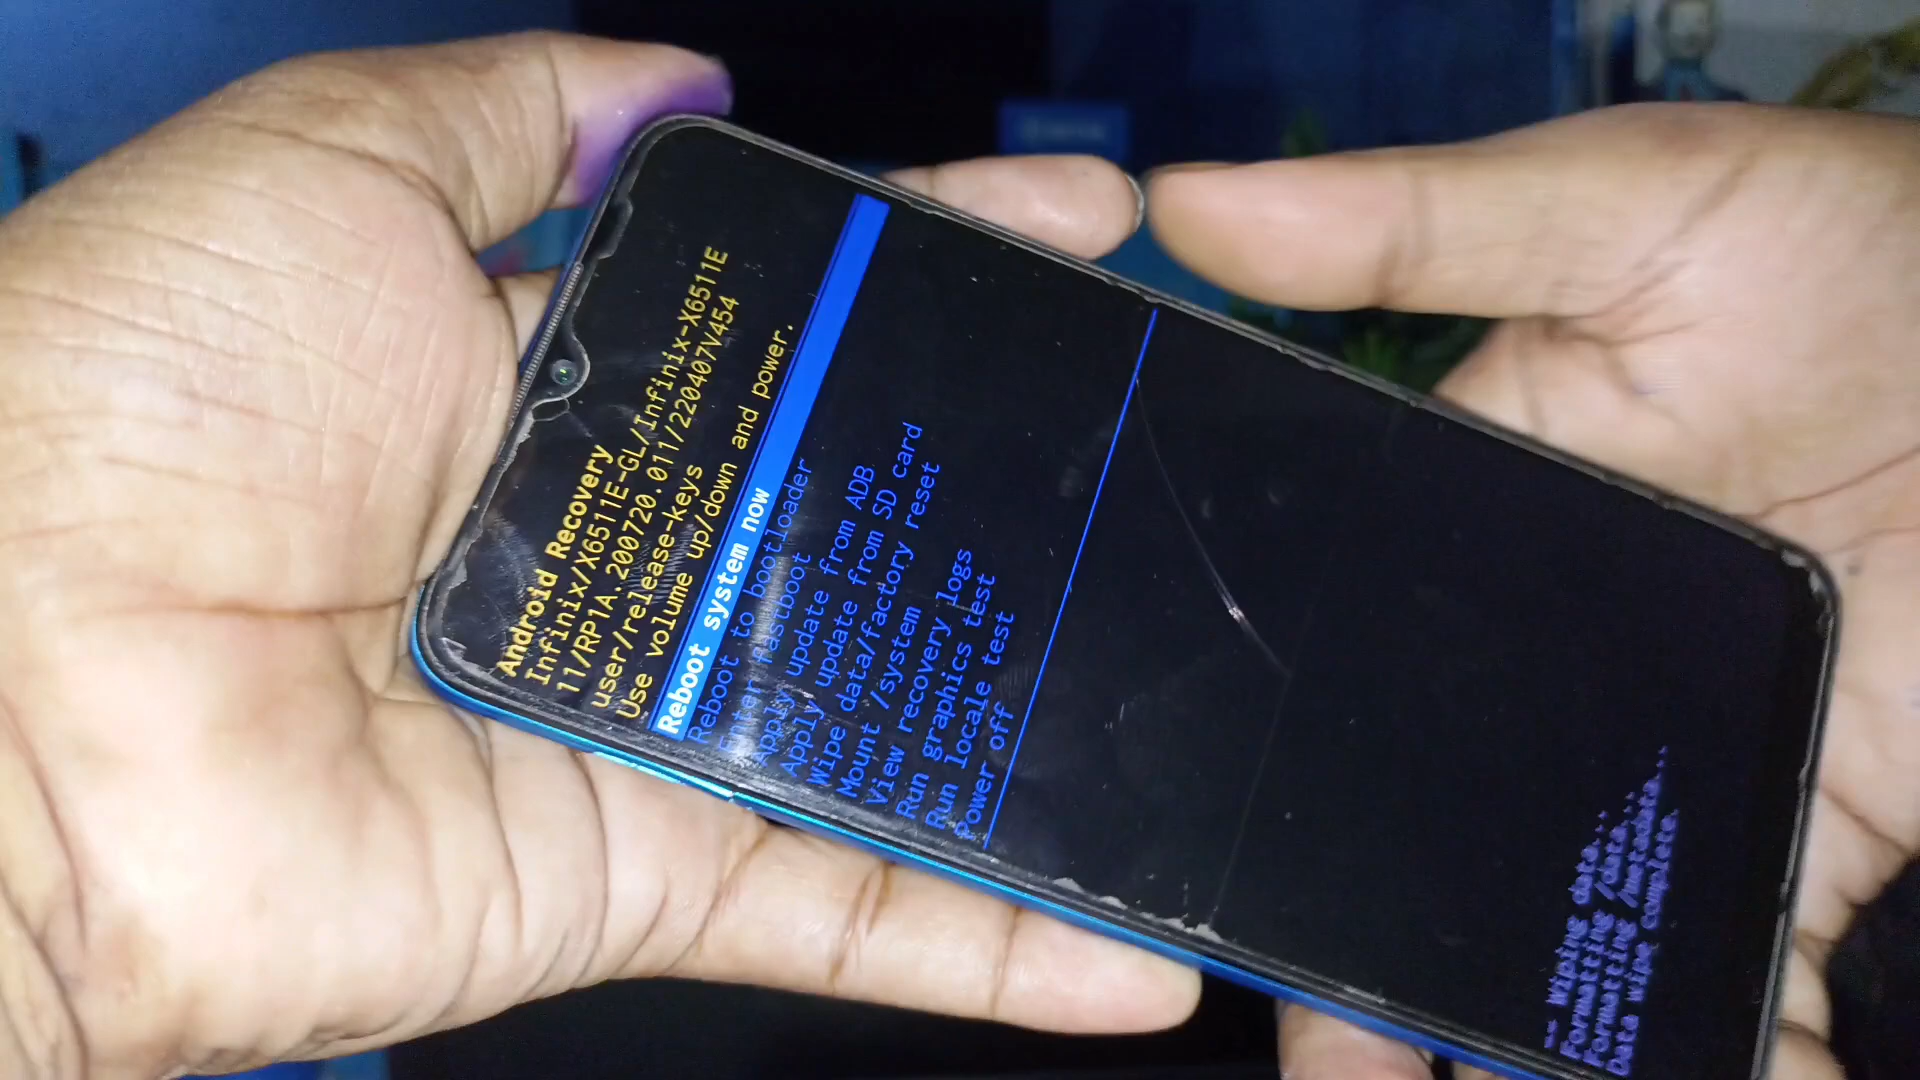 Android Recovery
Infinix/X6511E-GL/Infinix-X6511E
11/RP1A.200720.011/220407V454
user/release-keys
Use volume up/down and power.
Reboot system now
Reboot to bootloader
Enter fastboot
Apply update from ADB
Apply update from SD card
Wipe data/factory reset
Mount /system
View recovery logs
Run graphics test
Run locale test
Power off
-- Wiping data...
Formatting /data...
Formatting /metadata...
Data wipe complete.